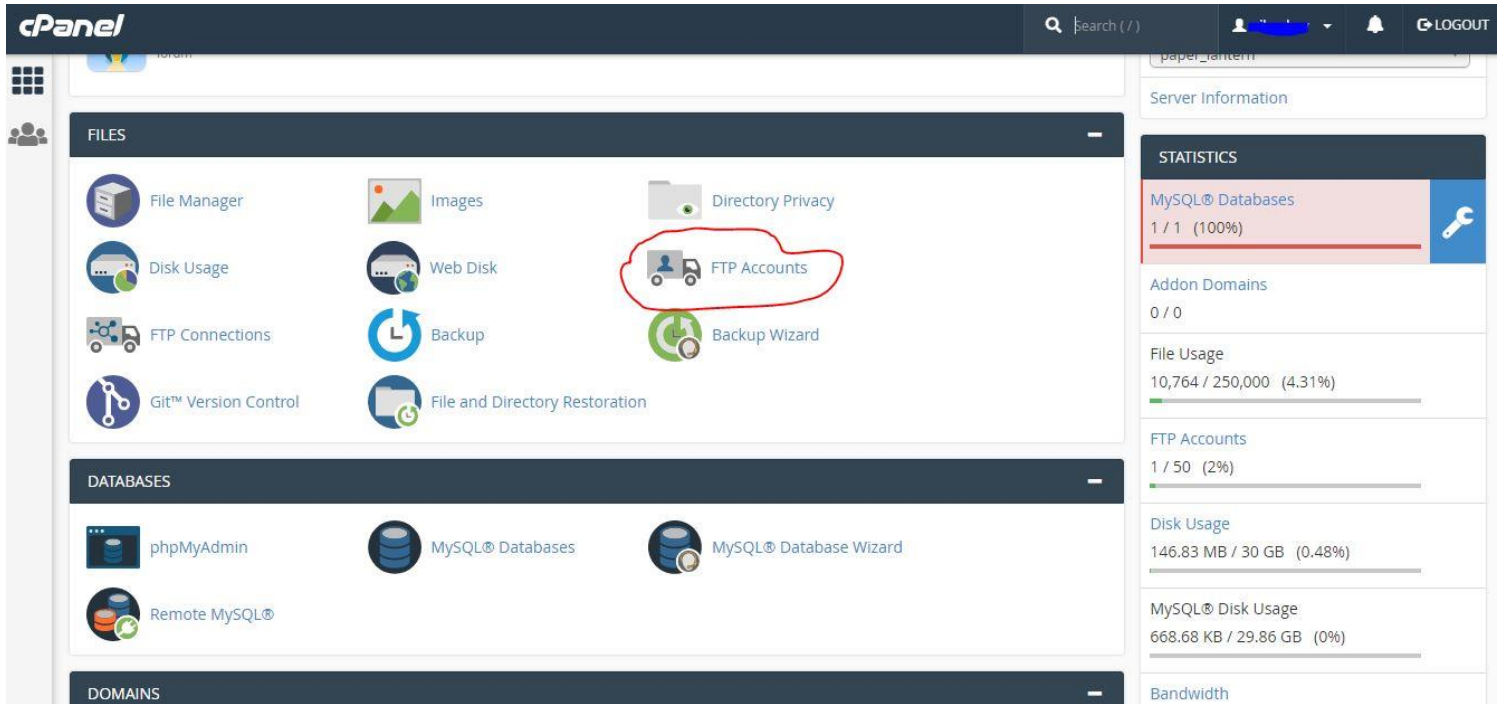 cPanel
Search ( / )
LOGOUT
forum
paper_lantern
Server Information
FILES
File Manager
Images
Directory Privacy
Disk Usage
Web Disk
FTP Accounts
FTP Connections
Backup
Backup Wizard
Git™ Version Control
File and Directory Restoration
DATABASES
phpMyAdmin
MySQL® Databases
MySQL® Database Wizard
Remote MySQL®
DOMAINS
STATISTICS
MySQL® Databases
1 / 1 (100%)
Addon Domains
0 / 0
File Usage
10,764 / 250,000 (4.31%)
FTP Accounts
1 / 50 (2%)
Disk Usage
146.83 MB / 30 GB (0.48%)
MySQL® Disk Usage
668.68 KB / 29.86 GB (0%)
Bandwidth